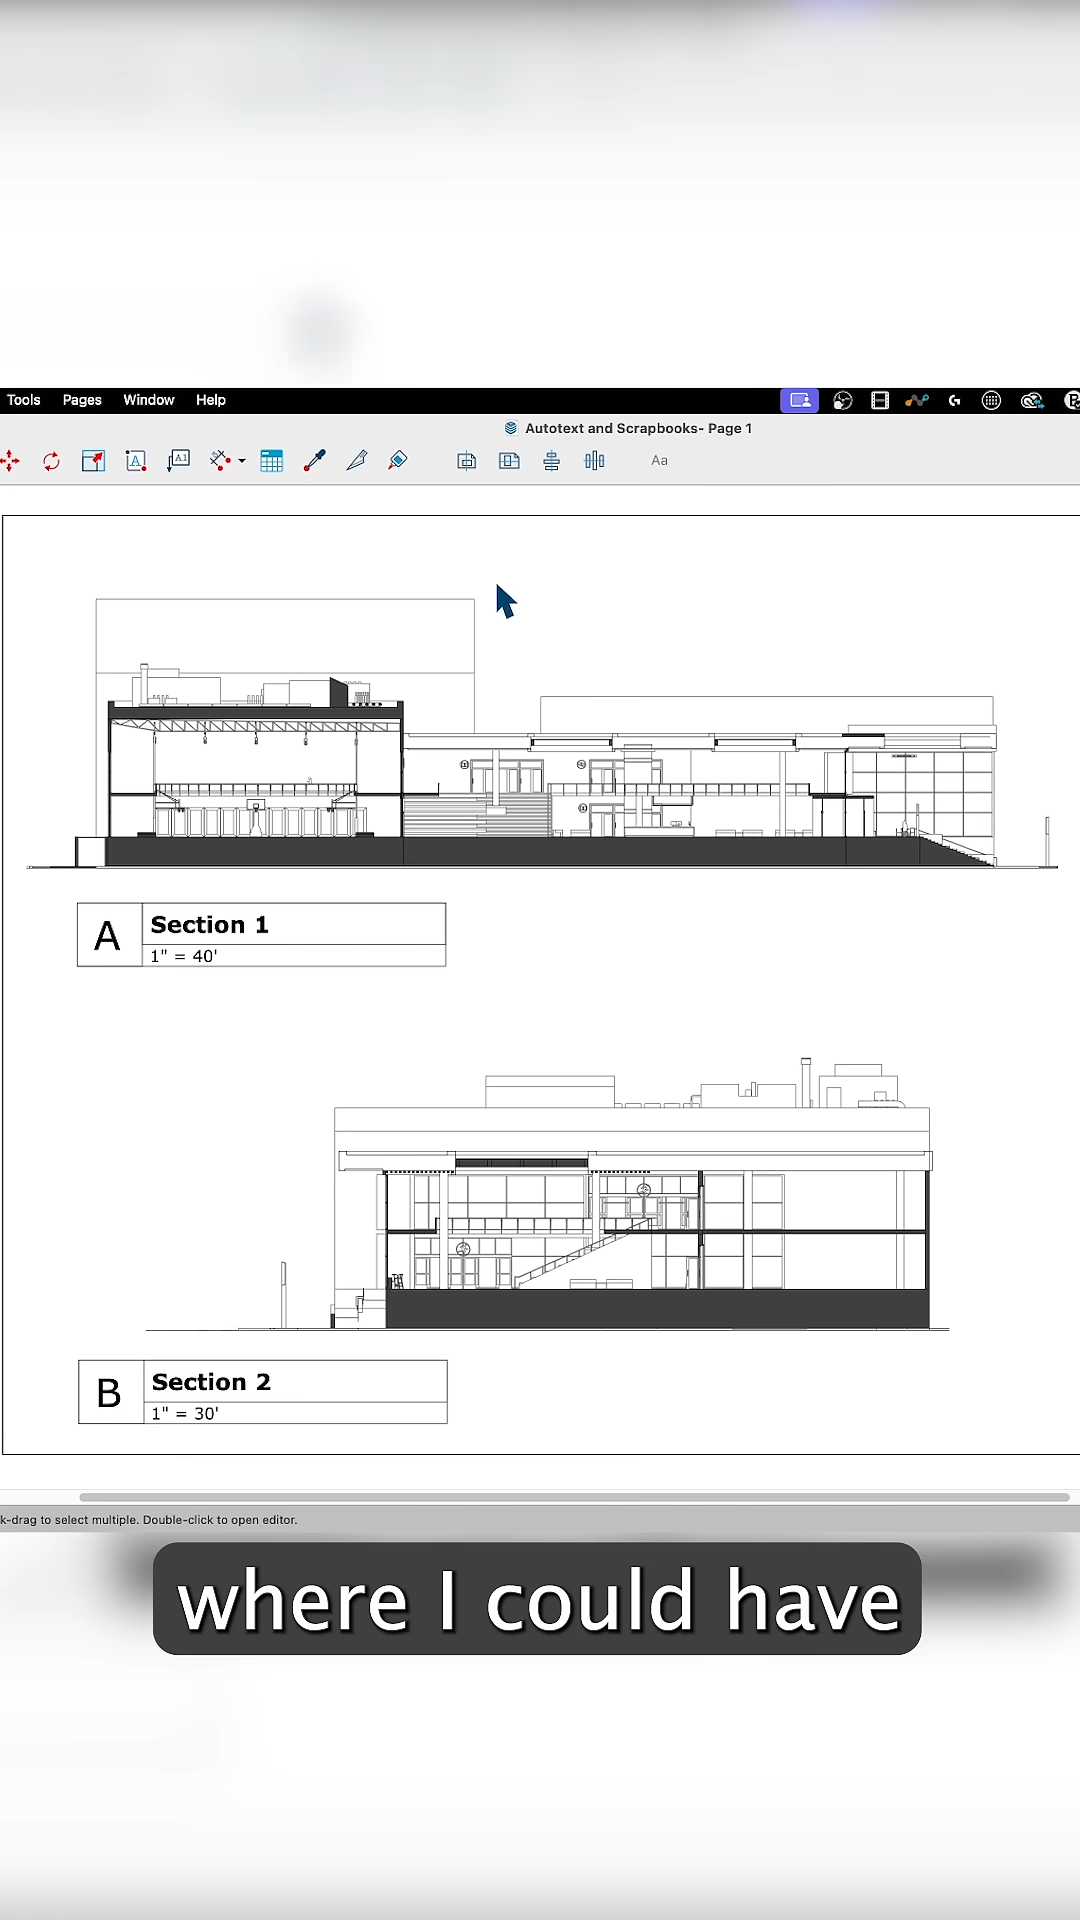 Tools Pages Window Help
Autotext and Scrapbooks- Page 1
A A1 Aa
A Section 1
1" = 40'
B Section 2
1" = 30'
k-drag to select multiple. Double-click to open editor.
where I could have